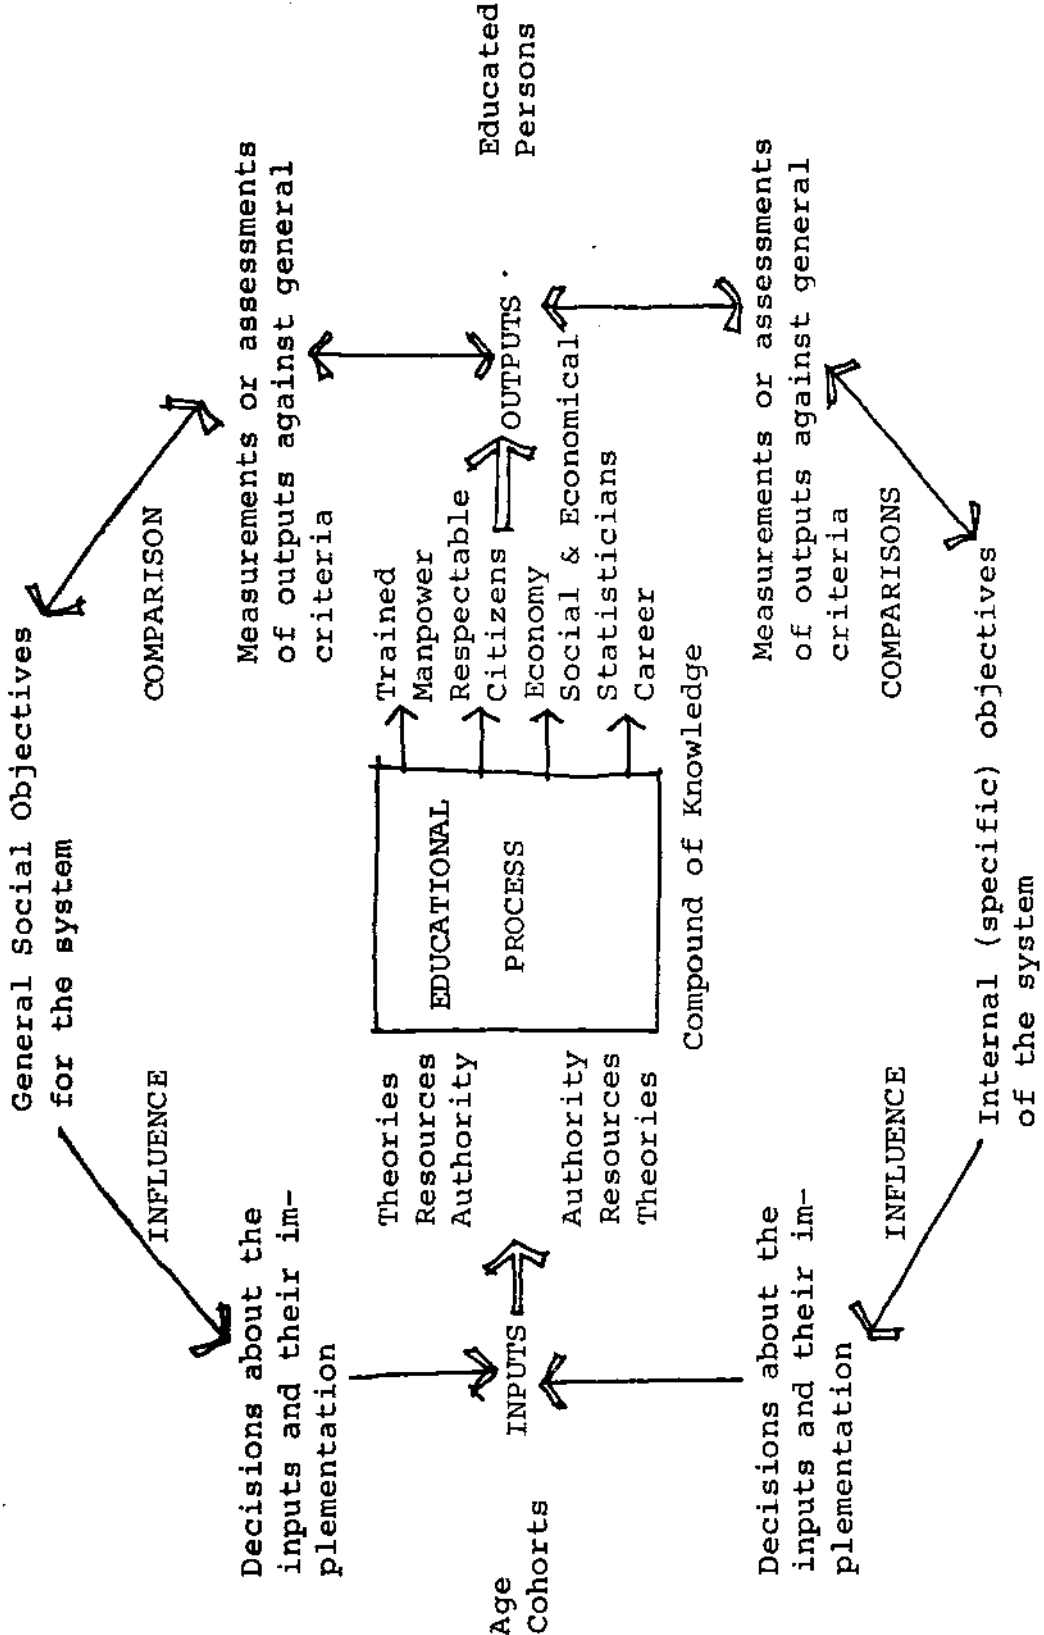 General Social Objectives
for the system
INFLUENCE
COMPARISON
Decisions about the
inputs and their im-
plementation
Measurements or assessments
of outputs against general
criteria
Theories
Resources
Authority
EDUCATIONAL
PROCESS
Trained
Manpower
Respectable
Citizens
Economy
Social & Economical
Statisticians
Career
Age
Cohorts
INPUTS
OUTPUTS
Educated
Persons
Authority
Resources
Theories
Compound of Knowledge
Decisions about the
inputs and their im-
plementation
Measurements or assessments
of outputs against general
criteria
INFLUENCE
COMPARISONS
Internal (specific) objectives
of the system